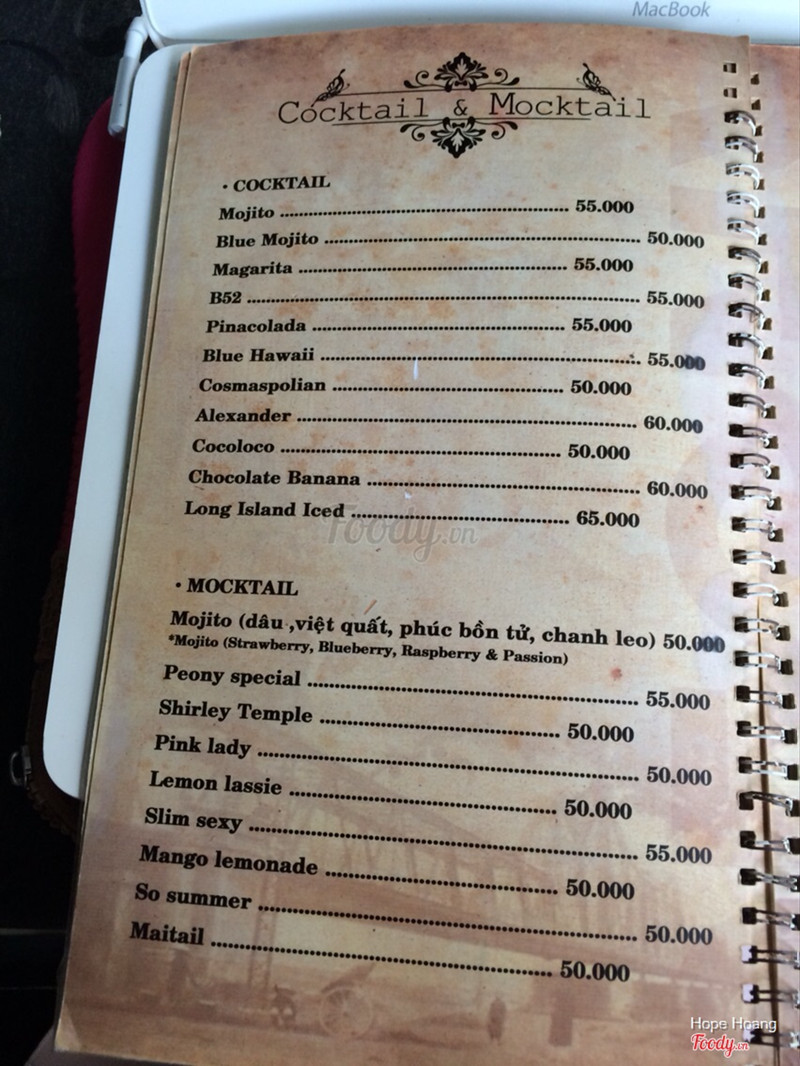 MacBook
Cocktail & Mocktail
• COCKTAIL
Mojito ........ 55.000
Blue Mojito ........ 50.000
Magarita ........ 55.000
B52 ........ 55.000
Pinacolada ........ 55.000
Blue Hawaii ........ 55.000
Cosmaspolian ........ 50.000
Alexander ........ 60.000
Cocoloco ........ 50.000
Chocolate Banana ........ 60.000
Long Island Iced ........ 65.000
Foody.vn
• MOCKTAIL
Mojito (dâu ,việt quất, phúc bồn tử, chanh leo) 50.000
*Mojito (Strawberry, Blueberry, Raspberry & Passion)
Peony special ........ 55.000
Shirley Temple ........ 50.000
Pink lady ........ 50.000
Lemon lassie ........ 50.000
Slim sexy ........ 55.000
Mango lemonade ........ 50.000
So summer ........ 50.000
Maitail ........ 50.000
Hope Hoang
Foody.vn